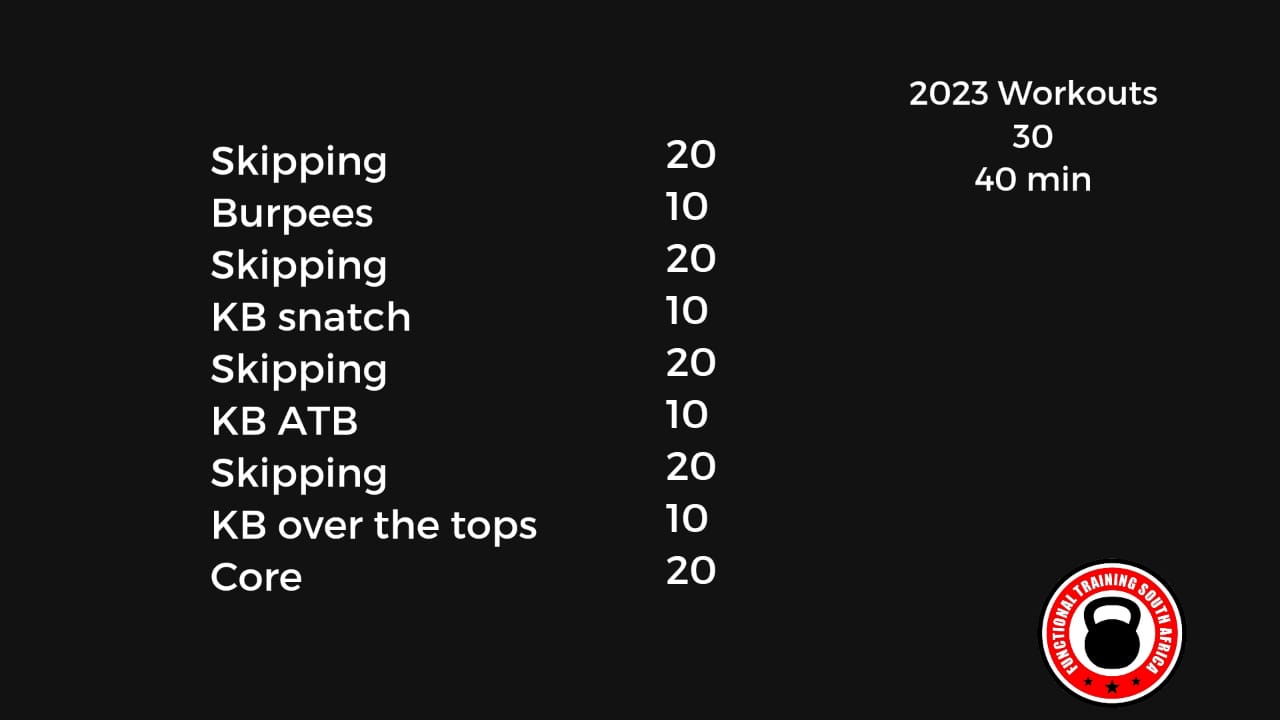 2023 Workouts
30
40 min
Skipping 20
Burpees 10
Skipping 20
KB snatch 10
Skipping 20
KB ATB 10
Skipping 20
KB over the tops 10
Core 20
FUNCTIONAL TRAINING SOUTH AFRICA